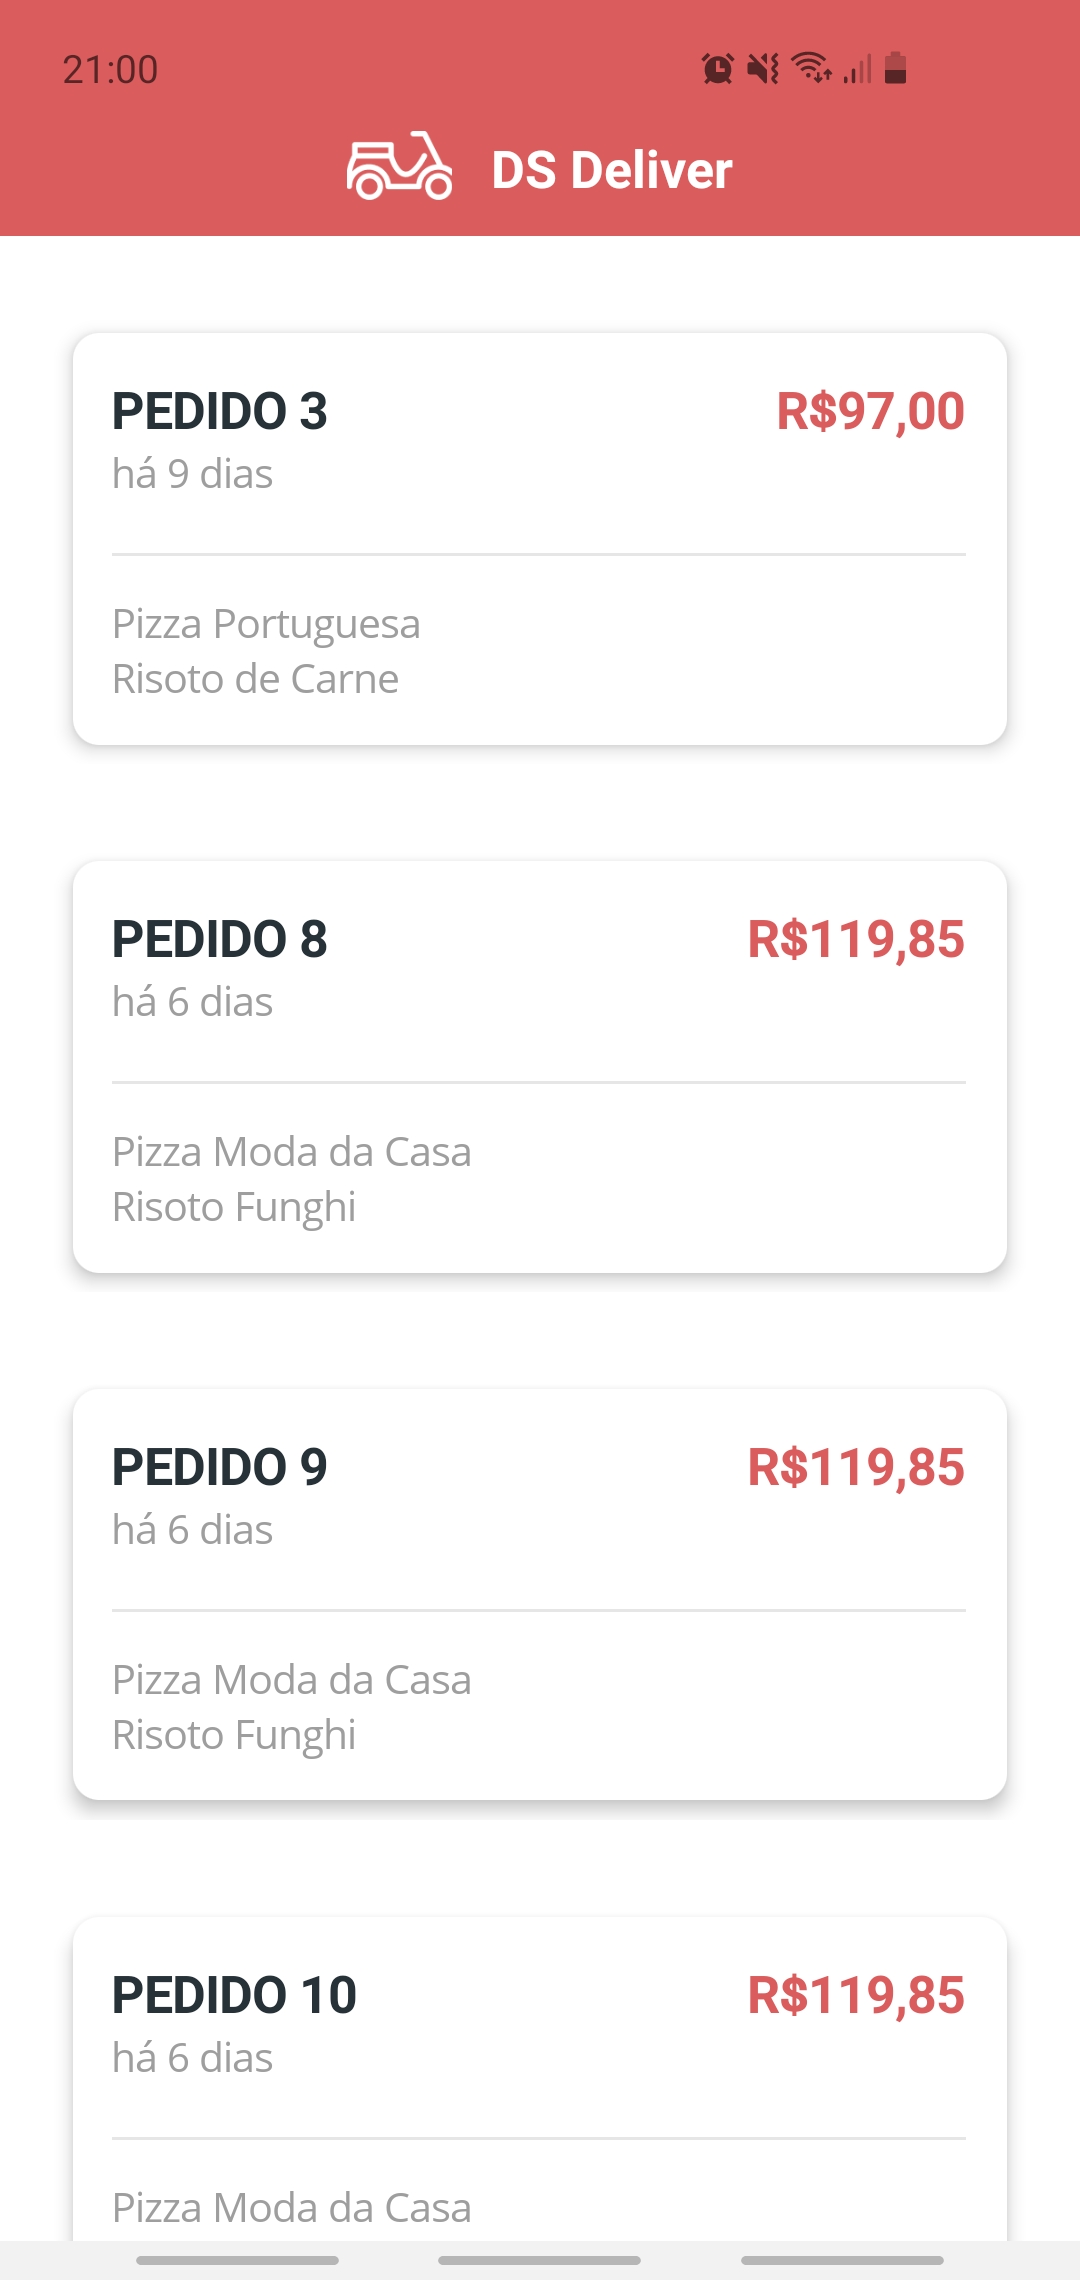 21:00
DS Deliver
PEDIDO 3 R$97,00
há 9 dias
Pizza Portuguesa
Risoto de Carne
PEDIDO 8 R$119,85
há 6 dias
Pizza Moda da Casa
Risoto Funghi
PEDIDO 9 R$119,85
há 6 dias
Pizza Moda da Casa
Risoto Funghi
PEDIDO 10 R$119,85
há 6 dias
Pizza Moda da Casa